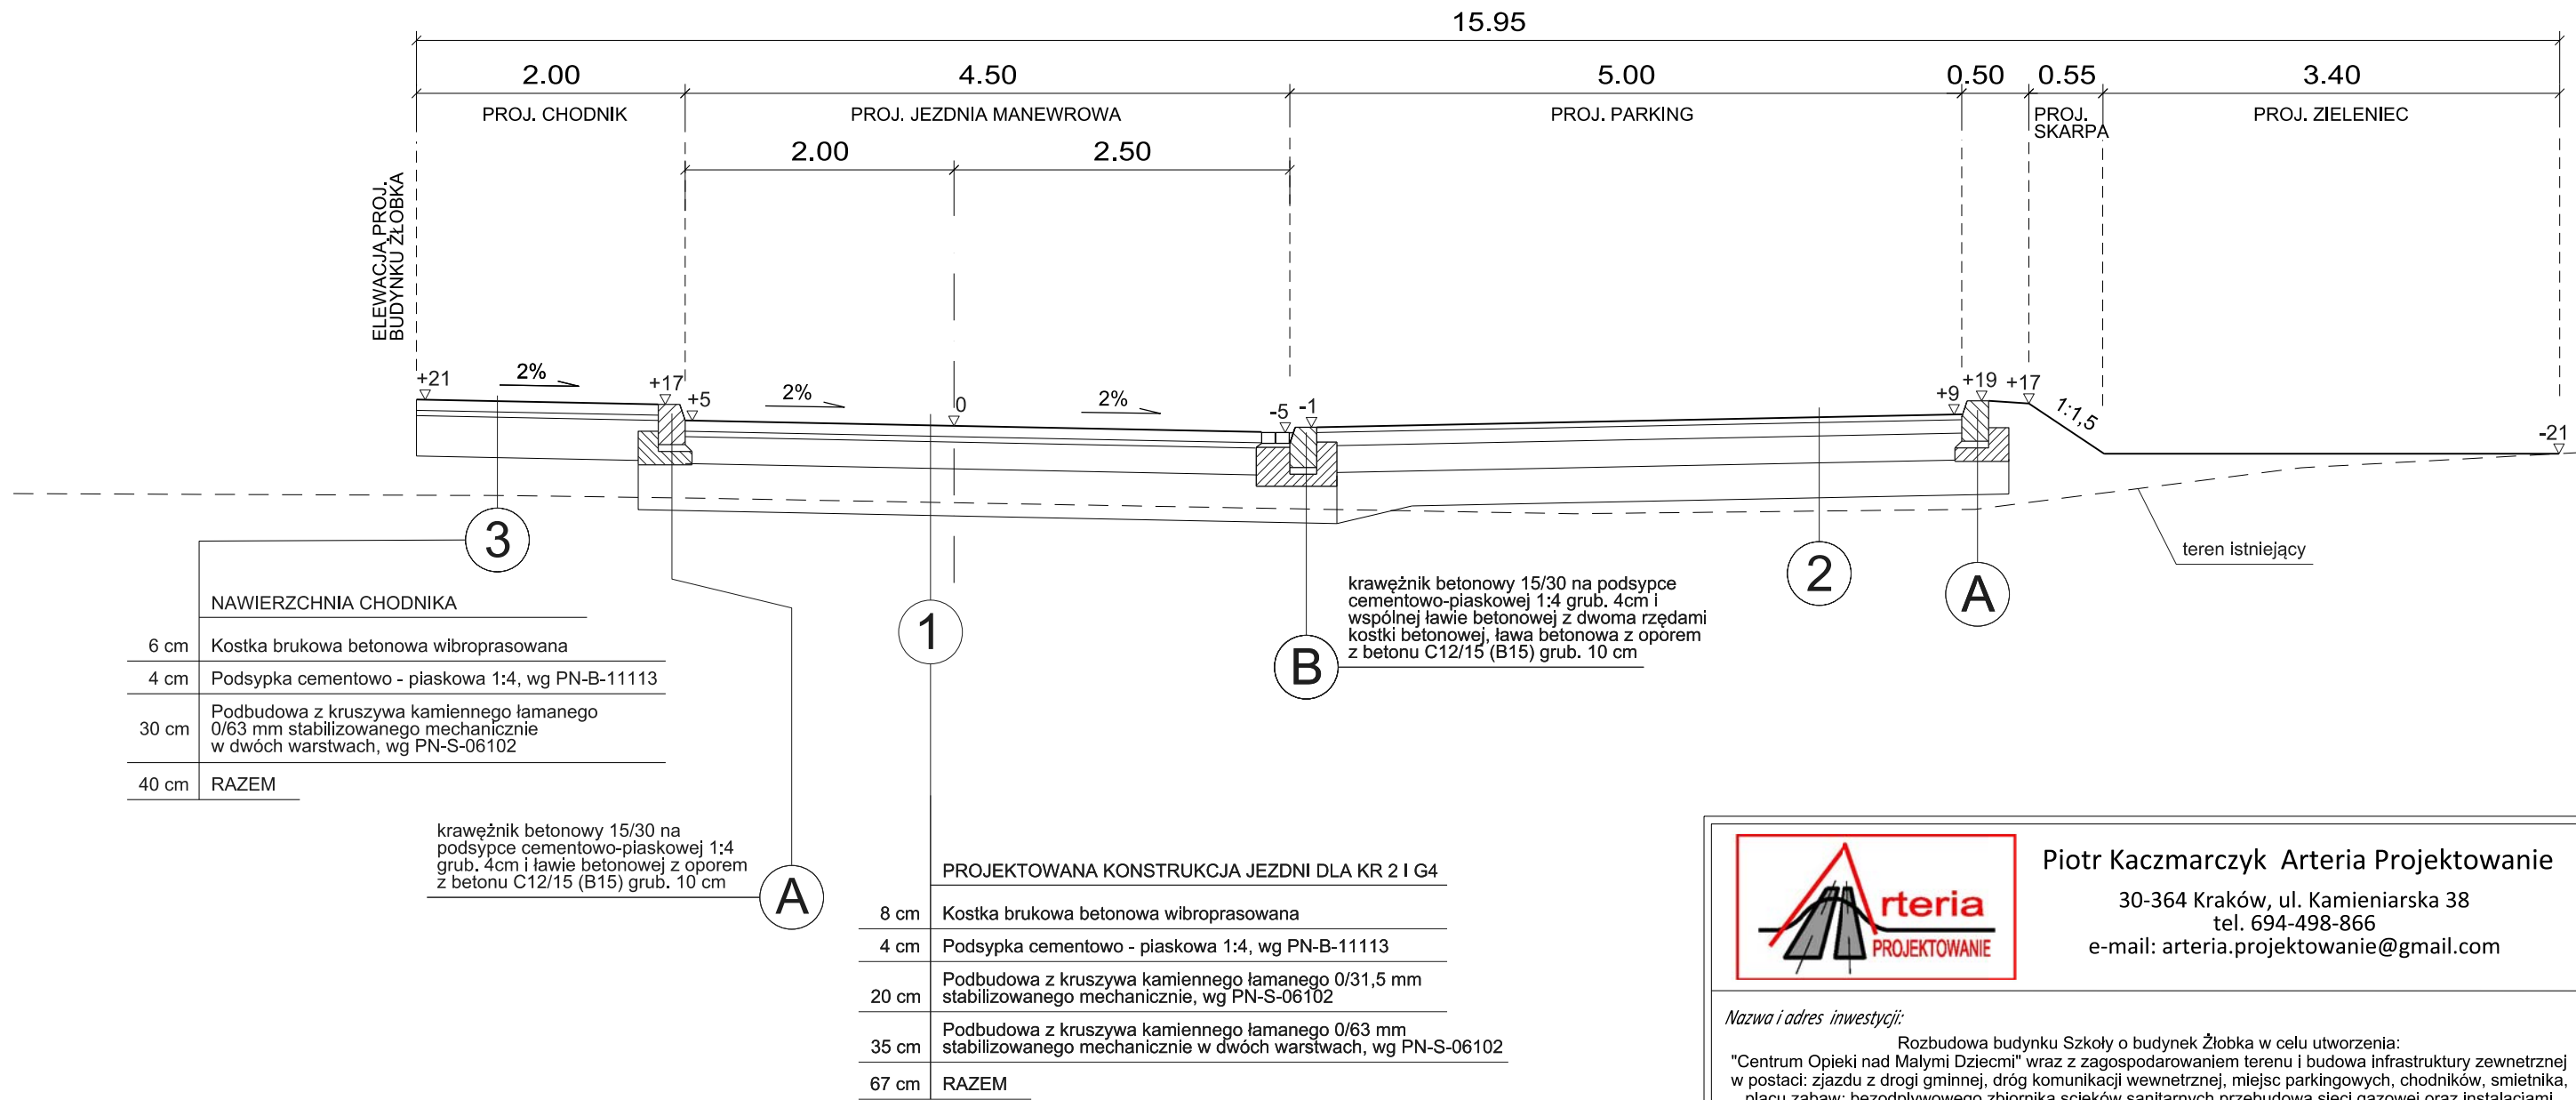 15.95
2.00 4.50 5.00 0.50 0.55 3.40
PROJ. CHODNIK PROJ. JEZDNIA MANEWROWA PROJ. PARKING PROJ. SKARPA PROJ. ZIELENIEC
2.00 2.50
ELEWACJA PROJ.
BUDYNKU ŻŁOBKA
+21 2% +17 +5 2% 0 2% -5 -1 +9 +19 +17 1:1,5 -21
3
1
2
A
B
teren istniejący
NAWIERZCHNIA CHODNIKA
6 cm Kostka brukowa betonowa wibroprasowana
4 cm Podsypka cementowo - piaskowa 1:4, wg PN-B-11113
30 cm Podbudowa z kruszywa kamiennego łamanego
0/63 mm stabilizowanego mechanicznie
w dwóch warstwach, wg PN-S-06102
40 cm RAZEM
krawężnik betonowy 15/30 na podsypce
cementowo-piaskowej 1:4 grub. 4cm i
wspólnej ławie betonowej z dwoma rzędami
kostki betonowej, ława betonowa z oporem
z betonu C12/15 (B15) grub. 10 cm
krawężnik betonowy 15/30 na
podsypce cementowo-piaskowej 1:4
grub. 4cm i ławie betonowej z oporem
z betonu C12/15 (B15) grub. 10 cm
A
PROJEKTOWANA KONSTRUKCJA JEZDNI DLA KR 2 I G4
8 cm Kostka brukowa betonowa wibroprasowana
4 cm Podsypka cementowo - piaskowa 1:4, wg PN-B-11113
20 cm Podbudowa z kruszywa kamiennego łamanego 0/31,5 mm
stabilizowanego mechanicznie, wg PN-S-06102
35 cm Podbudowa z kruszywa kamiennego łamanego 0/63 mm
stabilizowanego mechanicznie w dwóch warstwach, wg PN-S-06102
67 cm RAZEM
Arteria
PROJEKTOWANIE
Piotr Kaczmarczyk Arteria Projektowanie
30-364 Kraków, ul. Kamieniarska 38
tel. 694-498-866
e-mail: arteria.projektowanie@gmail.com
Nazwa i adres inwestycji:
Rozbudowa budynku Szkoły o budynek Żłobka w celu utworzenia:
"Centrum Opieki nad Malymi Dziecmi" wraz z zagospodarowaniem terenu i budowa infrastruktury zewnetrznej
w postaci: zjazdu z drogi gminnej, dróg komunikacji wewnetrznej, miejsc parkingowych, chodników, smietnika,
placu zabaw; bezodplywowego zbiornika scieków sanitarnych przebudowa sieci gazowej oraz instalacjami